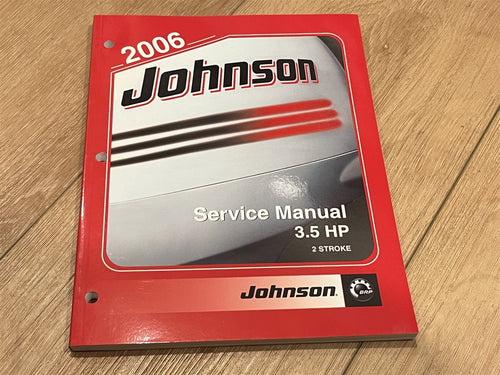 2006
Johnson
Service Manual
3.5 HP
2 STROKE
Johnson.
BRP